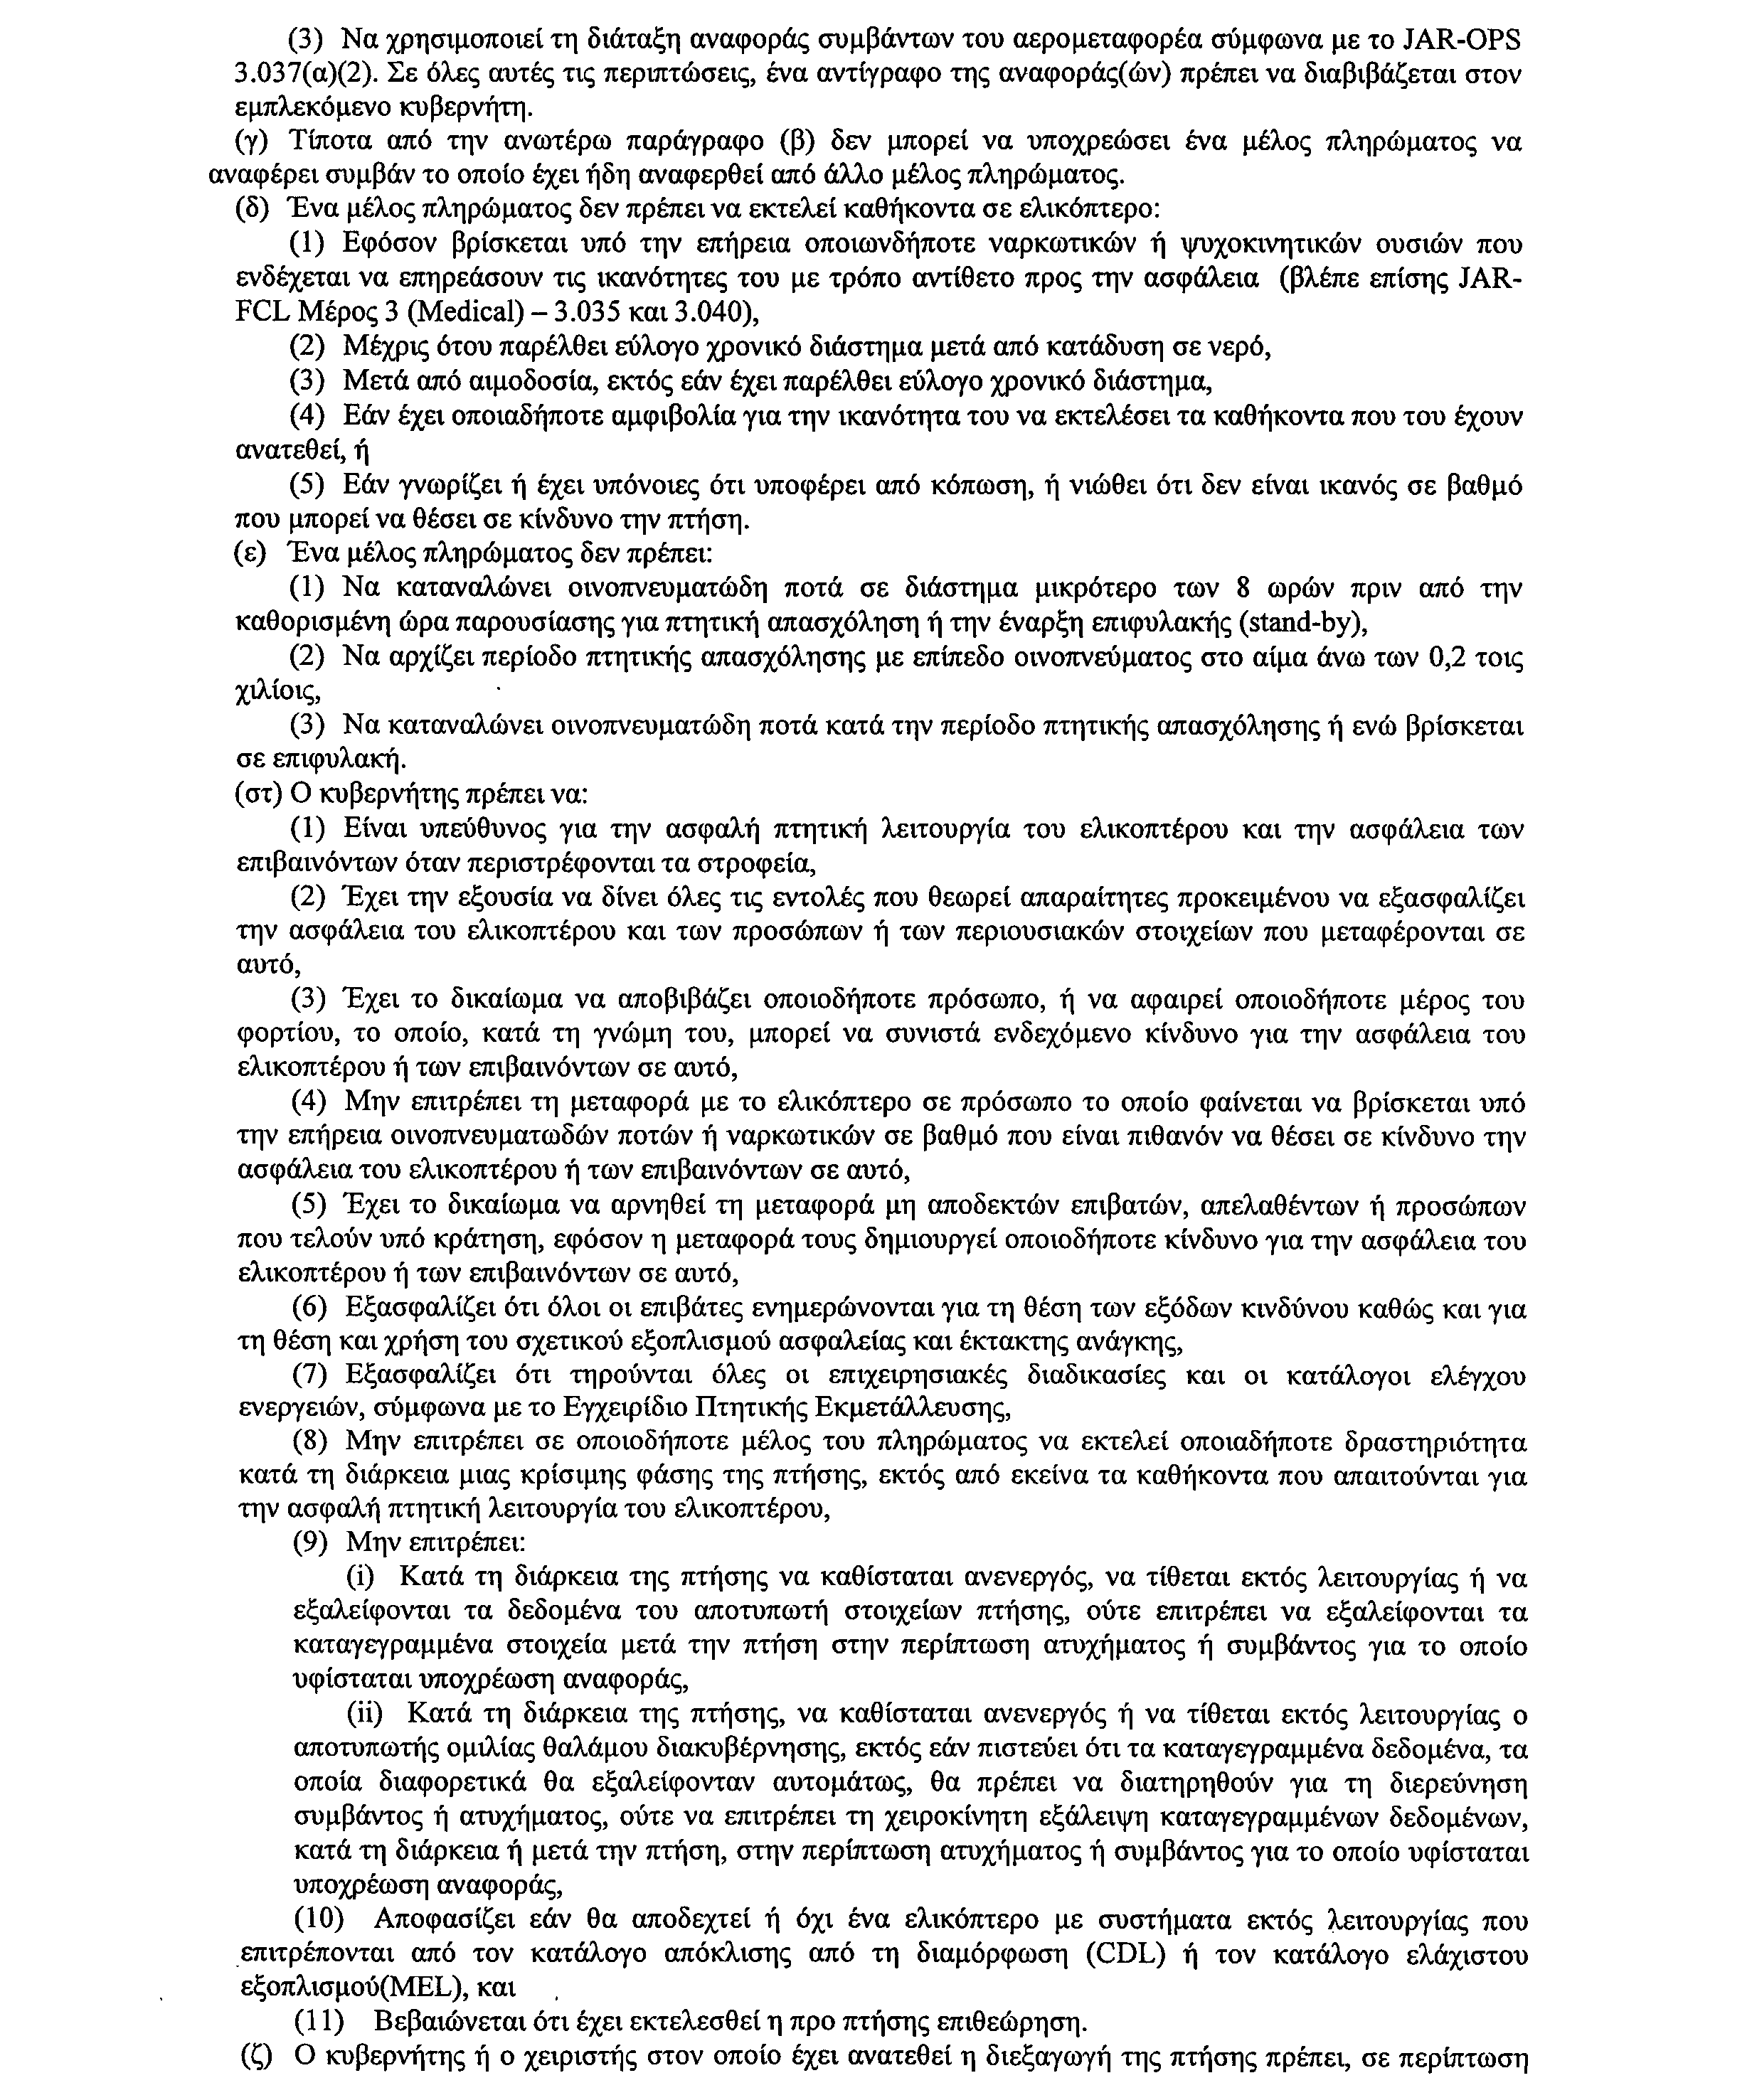 (3) Να χρησιμοποιεί τη διάταξη αναφοράς συμβάντων του αερομεταφορέα σύμφωνα με το JAR-OPS
3.037(α)(2). Σε όλες αυτές τις περιπτώσεις, ένα αντίγραφο της αναφοράς(ών) πρέπει να διαβιβάζεται στον
εμπλεκόμενο κυβερνήτη.
(γ) Τίποτα από την ανωτέρω παράγραφο (β) δεν μπορεί να υποχρεώσει ένα μέλος πληρώματος να
αναφέρει συμβάν το οποίο έχει ήδη αναφερθεί από άλλο μέλος πληρώματος.
(δ) Ένα μέλος πληρώματος δεν πρέπει να εκτελεί καθήκοντα σε ελικόπτερο:
(1) Εφόσον βρίσκεται υπό την επήρεια οποιωνδήποτε ναρκωτικών ή ψυχοκινητικών ουσιών που
ενδέχεται να επηρεάσουν τις ικανότητες του με τρόπο αντίθετο προς την ασφάλεια (βλέπε επίσης JAR-
FCL Μέρος 3 (Medical) – 3.035 και 3.040),
(2) Μέχρις ότου παρέλθει εύλογο χρονικό διάστημα μετά από κατάδυση σε νερό,
(3) Μετά από αιμοδοσία, εκτός εάν έχει παρέλθει εύλογο χρονικό διάστημα,
(4) Εάν έχει οποιαδήποτε αμφιβολία για την ικανότητα του να εκτελέσει τα καθήκοντα που του έχουν
ανατεθεί, ή
(5) Εάν γνωρίζει ή έχει υπόνοιες ότι υποφέρει από κόπωση, ή νιώθει ότι δεν είναι ικανός σε βαθμό
που μπορεί να θέσει σε κίνδυνο την πτήση.
(ε) Ένα μέλος πληρώματος δεν πρέπει:
(1) Να καταναλώνει οινοπνευματώδη ποτά σε διάστημα μικρότερο των 8 ωρών πριν από την
καθορισμένη ώρα παρουσίασης για πτητική απασχόληση ή την έναρξη επιφυλακής (stand-by),
(2) Να αρχίζει περίοδο πτητικής απασχόλησης με επίπεδο οινοπνεύματος στο αίμα άνω των 0,2 τοις
χιλίοις,
(3) Να καταναλώνει οινοπνευματώδη ποτά κατά την περίοδο πτητικής απασχόλησης ή ενώ βρίσκεται
σε επιφυλακή.
(στ) Ο κυβερνήτης πρέπει να:
(1) Είναι υπεύθυνος για την ασφαλή πτητική λειτουργία του ελικοπτέρου και την ασφάλεια των
επιβαινόντων όταν περιστρέφονται τα στροφεία,
(2) Έχει την εξουσία να δίνει όλες τις εντολές που θεωρεί απαραίτητες προκειμένου να εξασφαλίζει
την ασφάλεια του ελικοπτέρου και των προσώπων ή των περιουσιακών στοιχείων που μεταφέρονται σε
αυτό,
(3) Έχει το δικαίωμα να αποβιβάζει οποιοδήποτε πρόσωπο, ή να αφαιρεί οποιοδήποτε μέρος του
φορτίου, το οποίο, κατά τη γνώμη του, μπορεί να συνιστά ενδεχόμενο κίνδυνο για την ασφάλεια του
ελικοπτέρου ή των επιβαινόντων σε αυτό,
(4) Μην επιτρέπει τη μεταφορά με το ελικόπτερο σε πρόσωπο το οποίο φαίνεται να βρίσκεται υπό
την επήρεια οινοπνευματωδών ποτών ή ναρκωτικών σε βαθμό που είναι πιθανόν να θέσει σε κίνδυνο την
ασφάλεια του ελικοπτέρου ή των επιβαινόντων σε αυτό,
(5) Έχει το δικαίωμα να αρνηθεί τη μεταφορά μη αποδεκτών επιβατών, απελαθέντων ή προσώπων
που τελούν υπό κράτηση, εφόσον η μεταφορά τους δημιουργεί οποιοδήποτε κίνδυνο για την ασφάλεια του
ελικοπτέρου ή των επιβαινόντων σε αυτό,
(6) Εξασφαλίζει ότι όλοι οι επιβάτες ενημερώνονται για τη θέση των εξόδων κινδύνου καθώς και για
τη θέση και χρήση του σχετικού εξοπλισμού ασφαλείας και έκτακτης ανάγκης,
(7) Εξασφαλίζει ότι τηρούνται όλες οι επιχειρησιακές διαδικασίες και οι κατάλογοι ελέγχου
ενεργειών, σύμφωνα με το Εγχειρίδιο Πτητικής Εκμετάλλευσης,
(8) Μην επιτρέπει σε οποιοδήποτε μέλος του πληρώματος να εκτελεί οποιαδήποτε δραστηριότητα
κατά τη διάρκεια μιας κρίσιμης φάσης της πτήσης, εκτός από εκείνα τα καθήκοντα που απαιτούνται για
την ασφαλή πτητική λειτουργία του ελικοπτέρου,
(9) Μην επιτρέπει:
(i) Κατά τη διάρκεια της πτήσης να καθίσταται ανενεργός, να τίθεται εκτός λειτουργίας ή να
εξαλείφονται τα δεδομένα του αποτυπωτή στοιχείων πτήσης, ούτε επιτρέπει να εξαλείφονται τα
καταγεγραμμένα στοιχεία μετά την πτήση στην περίπτωση ατυχήματος ή συμβάντος για το οποίο
υφίσταται υποχρέωση αναφοράς,
(ii) Κατά τη διάρκεια της πτήσης, να καθίσταται ανενεργός ή να τίθεται εκτός λειτουργίας ο
αποτυπωτής ομιλίας θαλάμου διακυβέρνησης, εκτός εάν πιστεύει ότι τα καταγεγραμμένα δεδομένα, τα
οποία διαφορετικά θα εξαλείφονταν αυτομάτως, θα πρέπει να διατηρηθούν για τη διερεύνηση
συμβάντος ή ατυχήματος, ούτε να επιτρέπει τη χειροκίνητη εξάλειψη καταγεγραμμένων δεδομένων,
κατά τη διάρκεια ή μετά την πτήση, στην περίπτωση ατυχήματος ή συμβάντος για το οποίο υφίσταται
υποχρέωση αναφοράς,
(10) Αποφασίζει εάν θα αποδεχτεί ή όχι ένα ελικόπτερο με συστήματα εκτός λειτουργίας που
επιτρέπονται από τον κατάλογο απόκλισης από τη διαμόρφωση (CDL) ή τον κατάλογο ελάχιστου
εξοπλισμού(MEL), και
(11) Βεβαιώνεται ότι έχει εκτελεσθεί η προ πτήσης επιθεώρηση.
(ζ) Ο κυβερνήτης ή ο χειριστής στον οποίο έχει ανατεθεί η διεξαγωγή της πτήσης πρέπει, σε περίπτωση